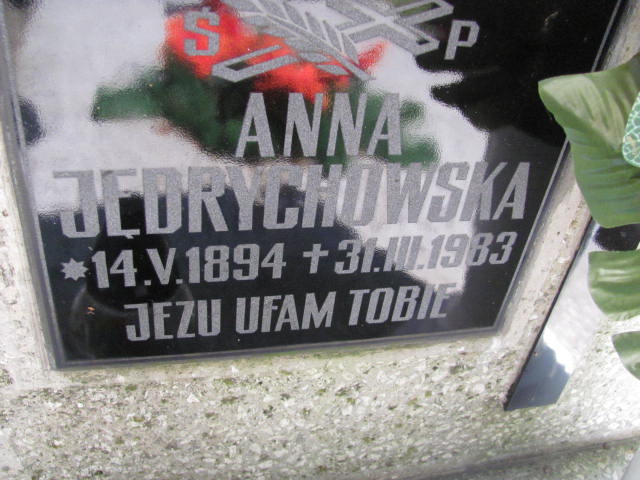 Ś P
ANNA
JĘDRYCHOWSKA
* 14.V.1894 + 31.III.1983
JEZU UFAM TOBIE